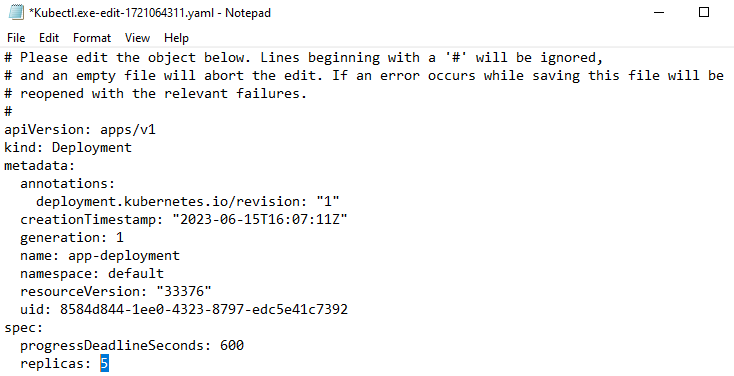 *Kubectl.exe-edit-1721064311.yaml - Notepad
File Edit Format View Help
# Please edit the object below. Lines beginning with a '#' will be ignored,
# and an empty file will abort the edit. If an error occurs while saving this file will be
# reopened with the relevant failures.
#
apiVersion: apps/v1
kind: Deployment
metadata:
  annotations:
    deployment.kubernetes.io/revision: "1"
  creationTimestamp: "2023-06-15T16:07:11Z"
  generation: 1
  name: app-deployment
  namespace: default
  resourceVersion: "33376"
  uid: 8584d844-1ee0-4323-8797-edc5e41c7392
spec:
  progressDeadlineSeconds: 600
  replicas: 5